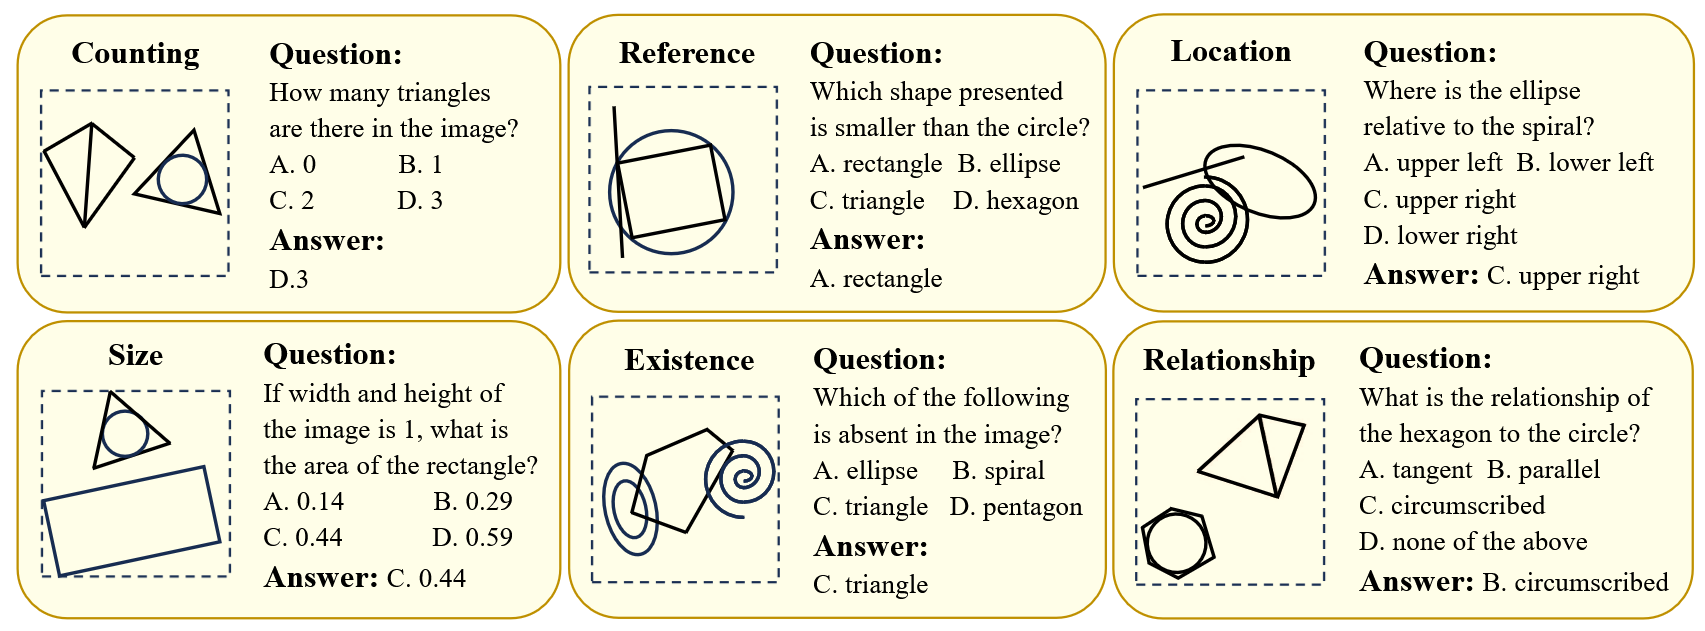 Counting
Question:
How many triangles
are there in the image?
A. 0 B. 1
C. 2 D. 3
Answer:
D.3
Reference
Question:
Which shape presented
is smaller than the circle?
A. rectangle B. ellipse
C. triangle D. hexagon
Answer:
A. rectangle
Location
Question:
Where is the ellipse
relative to the spiral?
A. upper left B. lower left
C. upper right
D. lower right
Answer: C. upper right
Size
Question:
If width and height of
the image is 1, what is
the area of the rectangle?
A. 0.14 B. 0.29
C. 0.44 D. 0.59
Answer: C. 0.44
Existence
Question:
Which of the following
is absent in the image?
A. ellipse B. spiral
C. triangle D. pentagon
Answer:
C. triangle
Relationship
Question:
What is the relationship of
the hexagon to the circle?
A. tangent B. parallel
C. circumscribed
D. none of the above
Answer: B. circumscribed